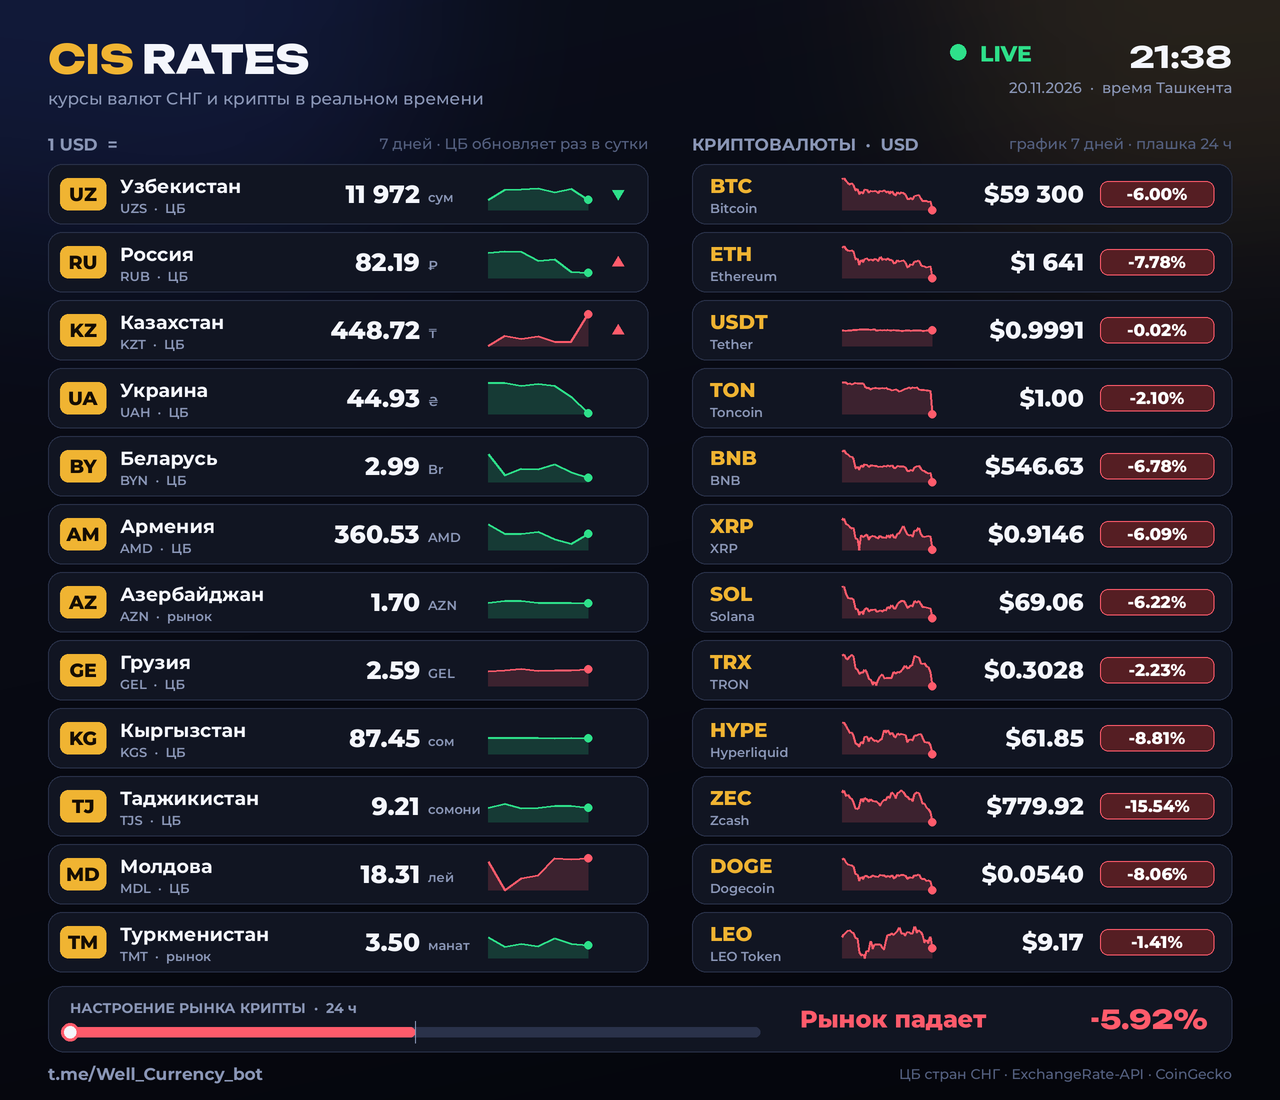 CIS RATES
курсы валют СНГ и крипты в реальном времени
LIVE
21:38
20.11.2026 · время Ташкента
1 USD =
7 дней · ЦБ обновляет раз в сутки
UZ Узбекистан 11 972 сум
UZS · ЦБ
RU Россия 82.19 ₽
RUB · ЦБ
KZ Казахстан 448.72 ₸
KZT · ЦБ
UA Украина 44.93 ₴
UAH · ЦБ
BY Беларусь 2.99 Br
BYN · ЦБ
AM Армения 360.53 AMD
AMD · ЦБ
AZ Азербайджан 1.70 AZN
AZN · рынок
GE Грузия 2.59 GEL
GEL · ЦБ
KG Кыргызстан 87.45 сом
KGS · ЦБ
TJ Таджикистан 9.21 сомони
TJS · ЦБ
MD Молдова 18.31 лей
MDL · ЦБ
TM Туркменистан 3.50 манат
TMT · рынок
КРИПТОВАЛЮТЫ · USD
график 7 дней · плашка 24 ч
BTC $59 300 -6.00%
Bitcoin
ETH $1 641 -7.78%
Ethereum
USDT $0.9991 -0.02%
Tether
TON $1.00 -2.10%
Toncoin
BNB $546.63 -6.78%
BNB
XRP $0.9146 -6.09%
XRP
SOL $69.06 -6.22%
Solana
TRX $0.3028 -2.23%
TRON
HYPE $61.85 -8.81%
Hyperliquid
ZEC $779.92 -15.54%
Zcash
DOGE $0.0540 -8.06%
Dogecoin
LEO $9.17 -1.41%
LEO Token
НАСТРОЕНИЕ РЫНКА КРИПТЫ · 24 ч
Рынок падает -5.92%
t.me/Well_Currency_bot
ЦБ стран СНГ · ExchangeRate-API · CoinGecko